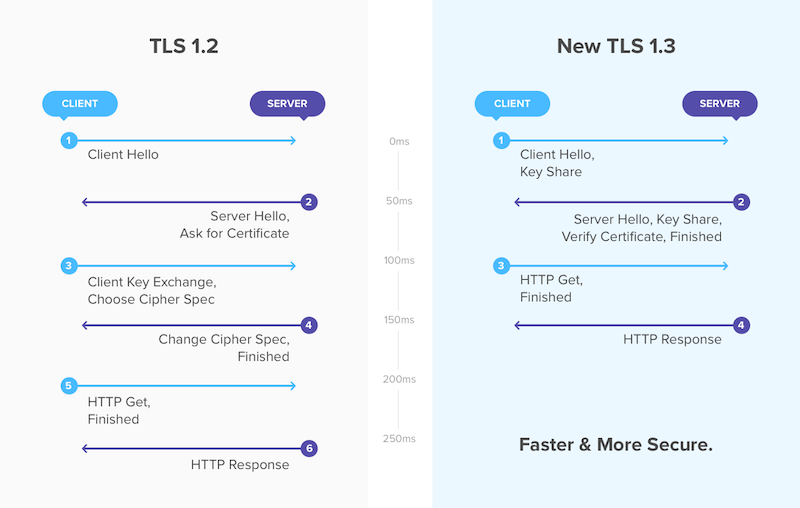 TLS 1.2
CLIENT
SERVER
1
Client Hello
2
Server Hello,
Ask for Certificate
3
Client Key Exchange,
Choose Cipher Spec
4
Change Cipher Spec,
Finished
5
HTTP Get,
Finished
6
HTTP Response
0ms
50ms
100ms
150ms
200ms
250ms
New TLS 1.3
CLIENT
SERVER
1
Client Hello,
Key Share
2
Server Hello, Key Share,
Verify Certificate, Finished
3
HTTP Get,
Finished
4
HTTP Response
Faster & More Secure.